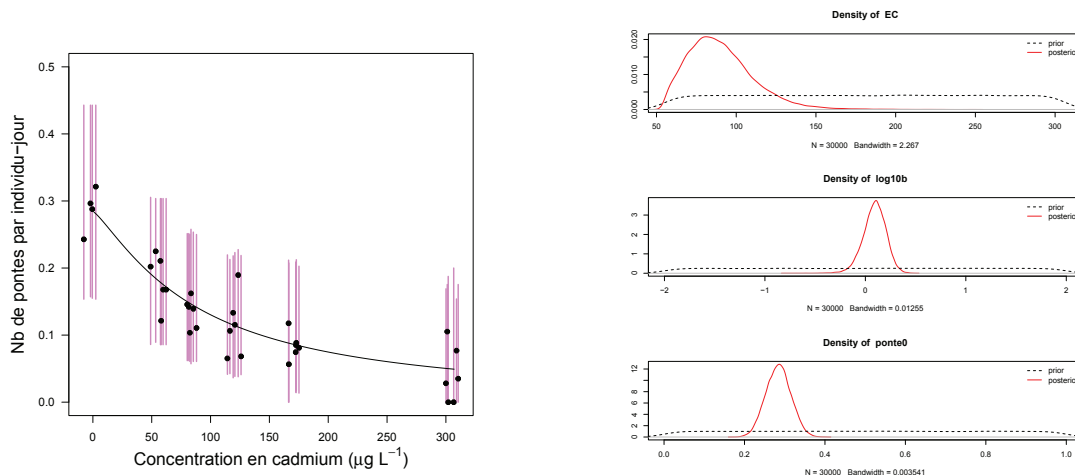 Nb de pontes par individu-jour
0.5
0.4
0.3
0.2
0.1
0.0
0 50 100 150 200 250 300
Concentration en cadmium (µg L⁻¹)
Density of EC
0.020
0.010
0.000
prior
posterio
50 100 150 200 250 300
N = 30000 Bandwidth = 2.267
Density of log10b
3
2
1
0
prior
posterio
−2 −1 0 1 2
N = 30000 Bandwidth = 0.01255
Density of ponte0
12
10
8
6
4
2
0
prior
posterio
0.0 0.2 0.4 0.6 0.8 1.0
N = 30000 Bandwidth = 0.003541